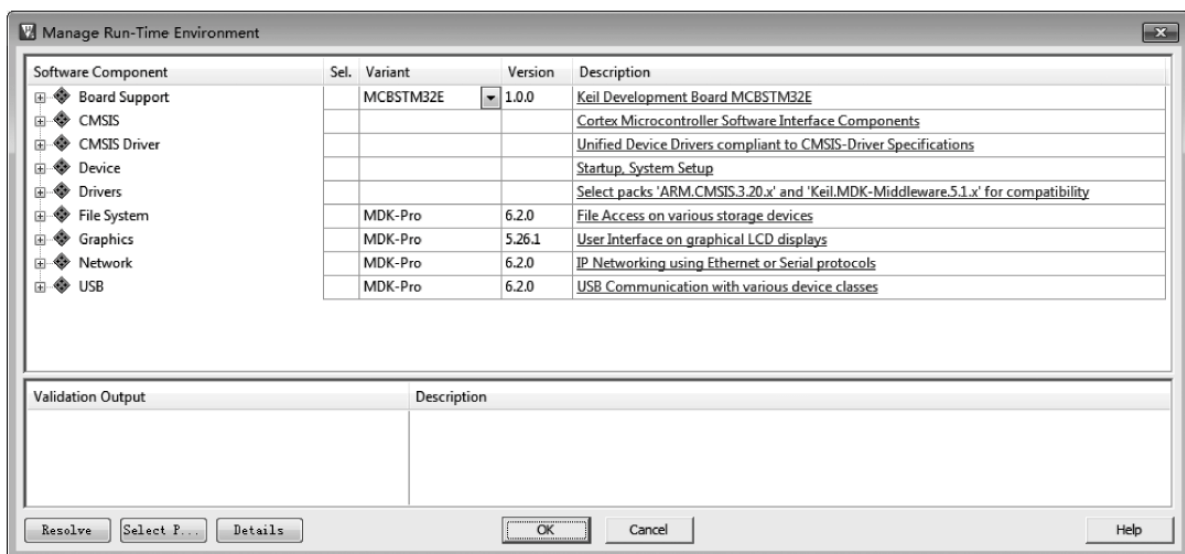 Manage Run-Time Environment
Software Component Sel. Variant Version Description
Board Support MCBSTM32E 1.0.0 Keil Development Board MCBSTM32E
CMSIS Cortex Microcontroller Software Interface Components
CMSIS Driver Unified Device Drivers compliant to CMSIS-Driver Specifications
Device Startup, System Setup
Drivers Select packs 'ARM.CMSIS.3.20.x' and 'Keil.MDK-Middleware.5.1.x' for compatibility
File System MDK-Pro 6.2.0 File Access on various storage devices
Graphics MDK-Pro 5.26.1 User Interface on graphical LCD displays
Network MDK-Pro 6.2.0 IP Networking using Ethernet or Serial protocols
USB MDK-Pro 6.2.0 USB Communication with various device classes
Validation Output Description
Resolve Select P... Details OK Cancel Help